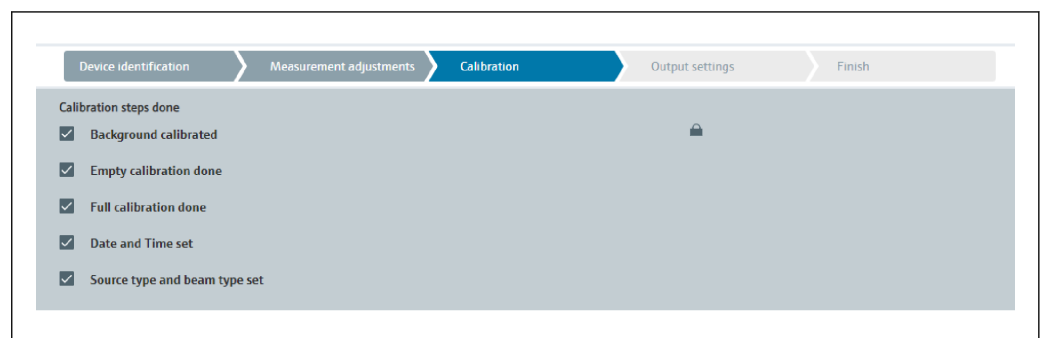 Device identification Measurement adjustments Calibration Output settings Finish
Calibration steps done
Background calibrated
Empty calibration done
Full calibration done
Date and Time set
Source type and beam type set